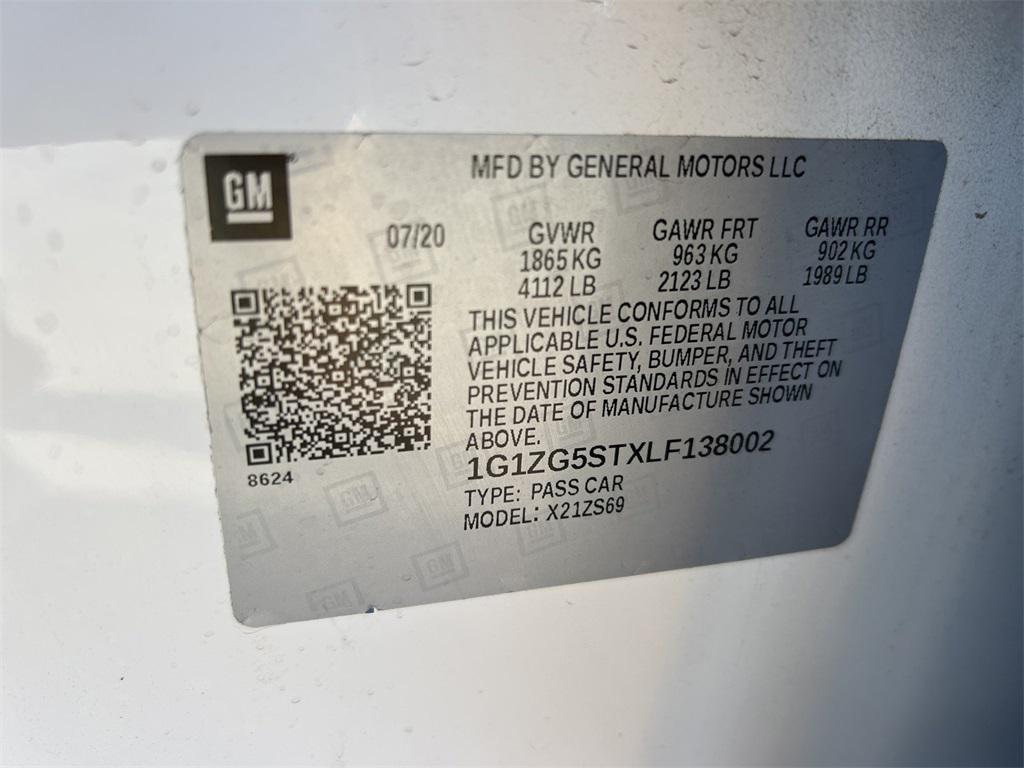 GM
MFD BY GENERAL MOTORS LLC
07/20
GVWR
1865 KG
4112 LB
GAWR FRT
963 KG
2123 LB
GAWR RR
902 KG
1989 LB
THIS VEHICLE CONFORMS TO ALL
APPLICABLE U.S. FEDERAL MOTOR
VEHICLE SAFETY, BUMPER, AND THEFT
PREVENTION STANDARDS IN EFFECT ON
THE DATE OF MANUFACTURE SHOWN
ABOVE.
8624
1G1ZG5STXLF138002
TYPE: PASS CAR
MODEL: X21ZS69